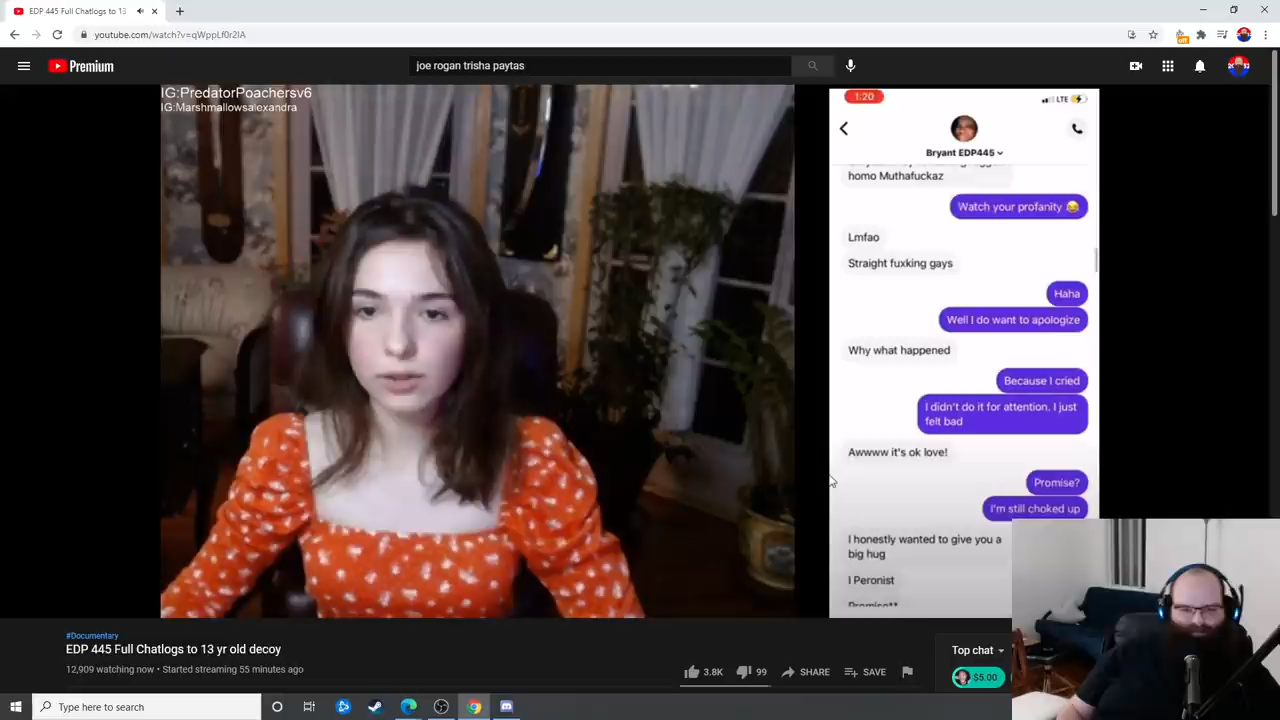 EDP 445 Full Chatlogs to 13
youtube.com/watch?v=qWppLf0r2IA
off
Premium
joe rogan trisha paytas
IG:PredatorPoachersv6
IG:Marshmallowsalexandra
1:20
LTE
Bryant EDP445
homo Muthafuckaz
Watch your profanity 😂
Lmfao
Straight fuxking gays
Haha
Well I do want to apologize
Why what happened
Because I cried
I didn't do it for attention. I just
felt bad
Awwww it's ok love!
Promise?
I'm still choked up
I honestly wanted to give you a
big hug
I Peronist
Promise**
#Documentary
EDP 445 Full Chatlogs to 13 yr old decoy
12,909 watching now • Started streaming 55 minutes ago
3.8K
99
SHARE
SAVE
Top chat
$5.00
Type here to search